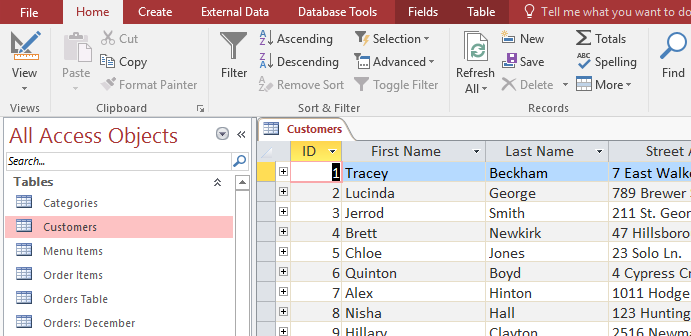 File Home Create External Data Database Tools Fields Table Tell me what you want to do
View
Views
Paste
Cut
Copy
Format Painter
Clipboard
Filter
Ascending
Descending
Remove Sort
Selection
Advanced
Toggle Filter
Sort & Filter
Refresh
All
New
Save
Delete
Totals
Spelling
More
Records
Find
All Access Objects
Search...
Tables
Categories
Customers
Menu Items
Order Items
Orders Table
Orders: December
Customers
ID First Name Last Name Street A
1 Tracey Beckham 7 East Walke
2 Lucinda George 789 Brewer
3 Jerrod Smith 211 St. Geor
4 Brett Newkirk 47 Hillsboro
5 Chloe Jones 23 Solo Ln.
6 Quinton Boyd 4 Cypress Cr
7 Alex Hinton 1011 Hodge
8 Nisha Hall 123 Hunting
9 Hillary Clayton 2516 Newma